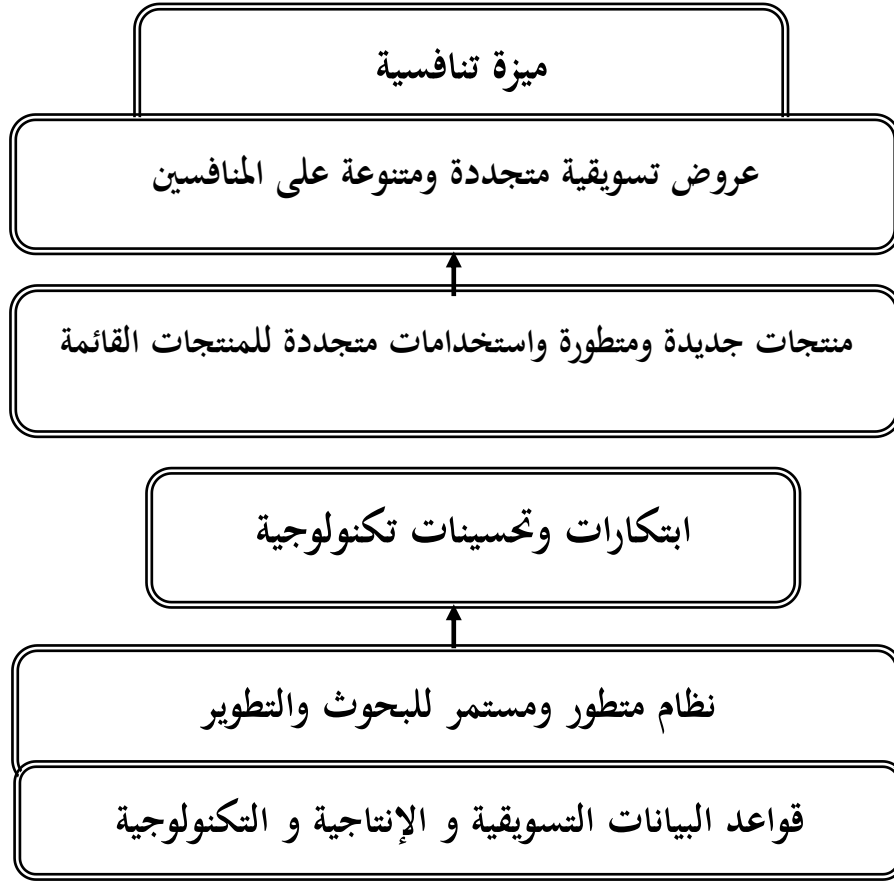 ميزة تنافسية
عروض تسويقية متجددة ومتنوعة على المنافسين
منتجات جديدة ومتطورة واستخدامات متجددة للمنتجات القائمة
ابتكارات وتحسينات تكنولوجية
نظام متطور ومستمر للبحوث والتطوير
قواعد البيانات التسويقية و الإنتاجية و التكنولوجية